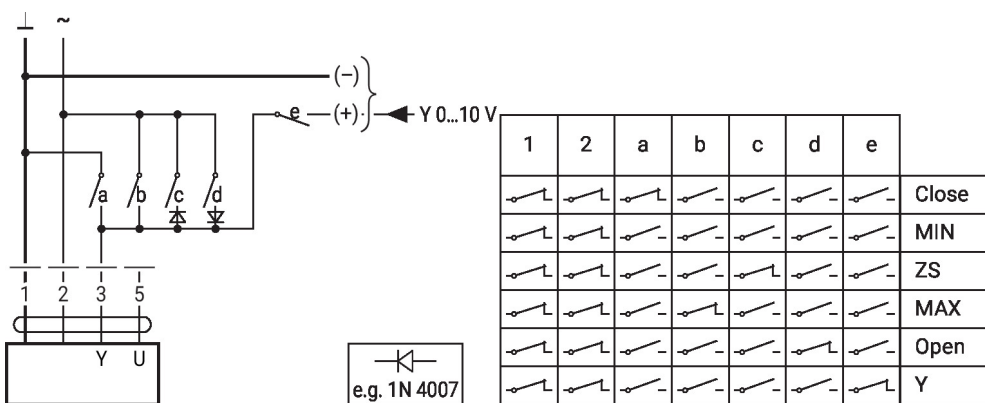 ⊥ ~
(–)
e (+) Y 0...10 V
a b c d
1 2 3 5
Y U
e.g. 1N 4007
1 2 a b c d e
Close
MIN
ZS
MAX
Open
Y